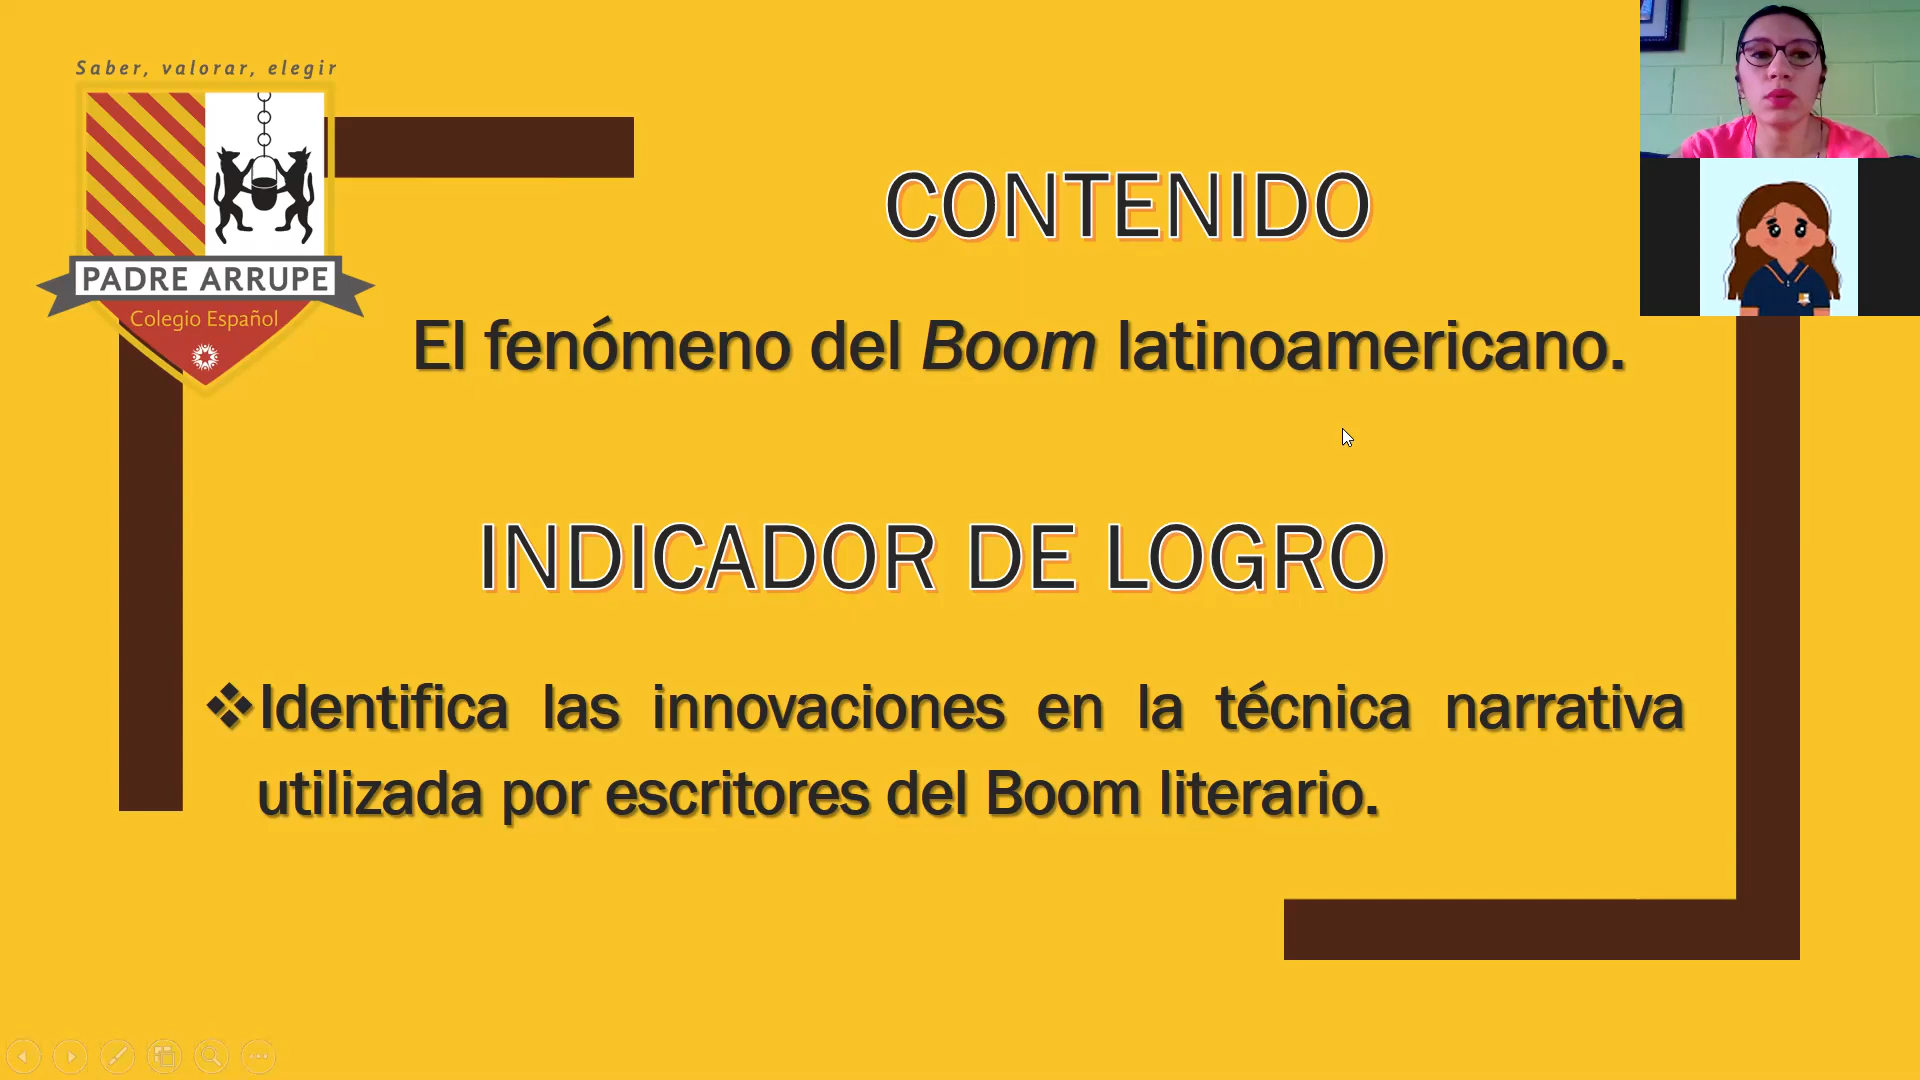 Saber, valorar, elegir
PADRE ARRUPE
Colegio Español
CONTENIDO
El fenómeno del Boom latinoamericano.
INDICADOR DE LOGRO
❖Identifica las innovaciones en la técnica narrativa
utilizada por escritores del Boom literario.